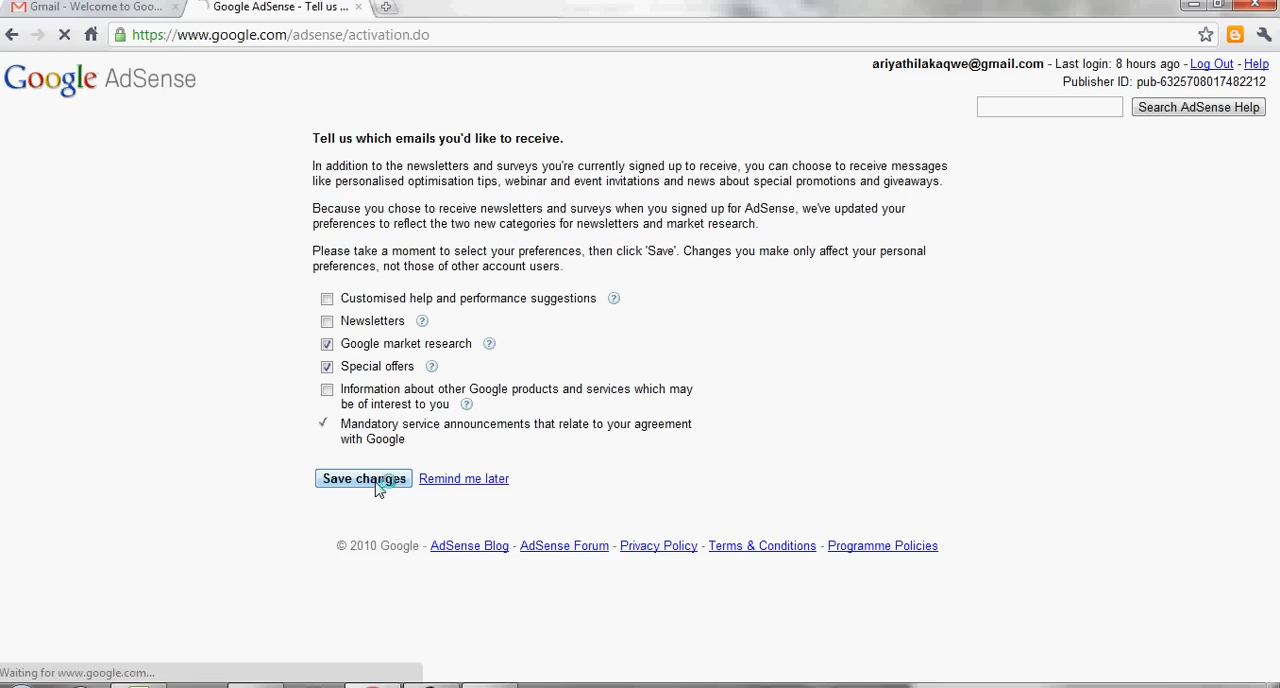 Gmail - Welcome to Goo...
Google AdSense - Tell us ...
https://www.google.com/adsense/activation.do
Google AdSense
ariyathilakaqwe@gmail.com - Last login: 8 hours ago - Log Out - Help
Publisher ID: pub-6325708017482212
Search AdSense Help
Tell us which emails you'd like to receive.
In addition to the newsletters and surveys you're currently signed up to receive, you can choose to receive messages
like personalised optimisation tips, webinar and event invitations and news about special promotions and giveaways.
Because you chose to receive newsletters and surveys when you signed up for AdSense, we've updated your
preferences to reflect the two new categories for newsletters and market research.
Please take a moment to select your preferences, then click 'Save'. Changes you make only affect your personal
preferences, not those of other account users.
Customised help and performance suggestions ?
Newsletters ?
Google market research ?
Special offers ?
Information about other Google products and services which may
be of interest to you ?
Mandatory service announcements that relate to your agreement
with Google
Save changes Remind me later
© 2010 Google - AdSense Blog - AdSense Forum - Privacy Policy - Terms & Conditions - Programme Policies
Waiting for www.google.com...